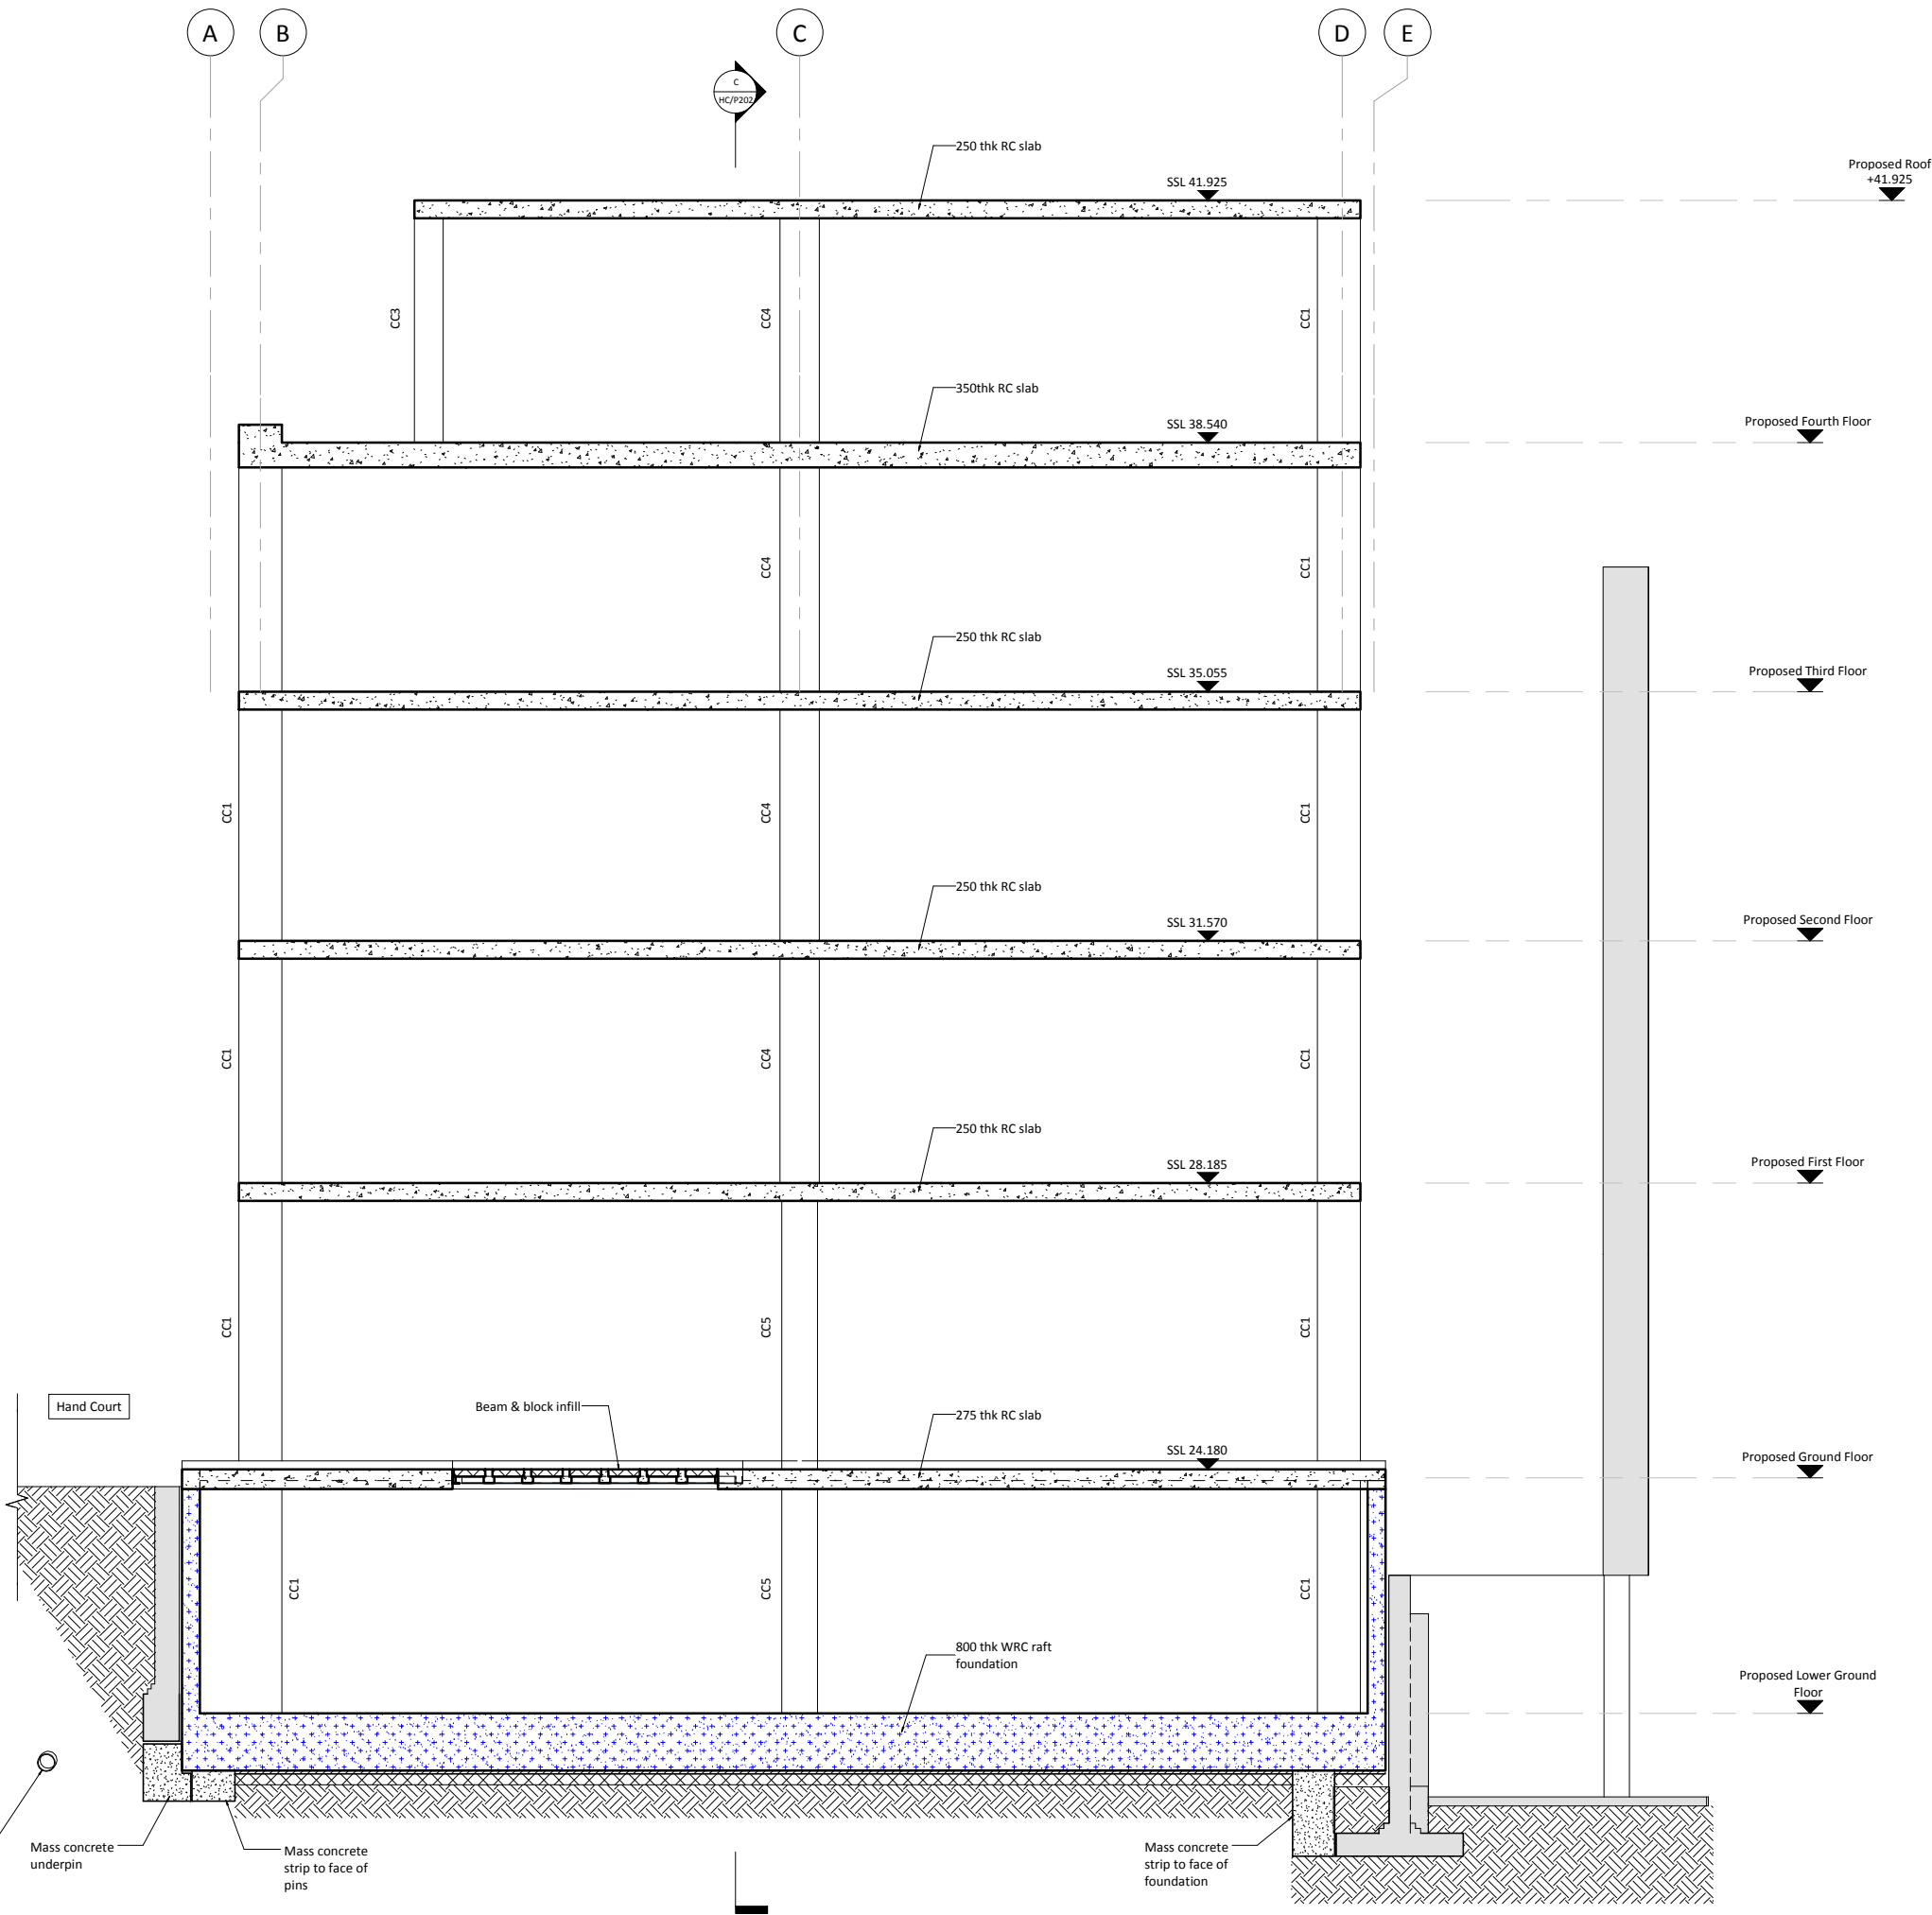 A
B
C
D
E
C
HC/P202
250 thk RC slab
SSL 41.925
Proposed Roof
+41.925
CC3
CC4
CC1
350thk RC slab
SSL 38.540
Proposed Fourth Floor
CC4
CC1
250 thk RC slab
SSL 35.055
Proposed Third Floor
CC1
CC4
CC1
250 thk RC slab
SSL 31.570
Proposed Second Floor
CC1
CC4
CC1
250 thk RC slab
SSL 28.185
Proposed First Floor
CC1
CC5
CC1
Hand Court
Beam & block infill
275 thk RC slab
SSL 24.180
Proposed Ground Floor
CC1
CC5
CC1
800 thk WRC raft
foundation
Proposed Lower Ground
Floor
Mass concrete
underpin
Mass concrete
strip to face of
pins
Mass concrete
strip to face of
foundation